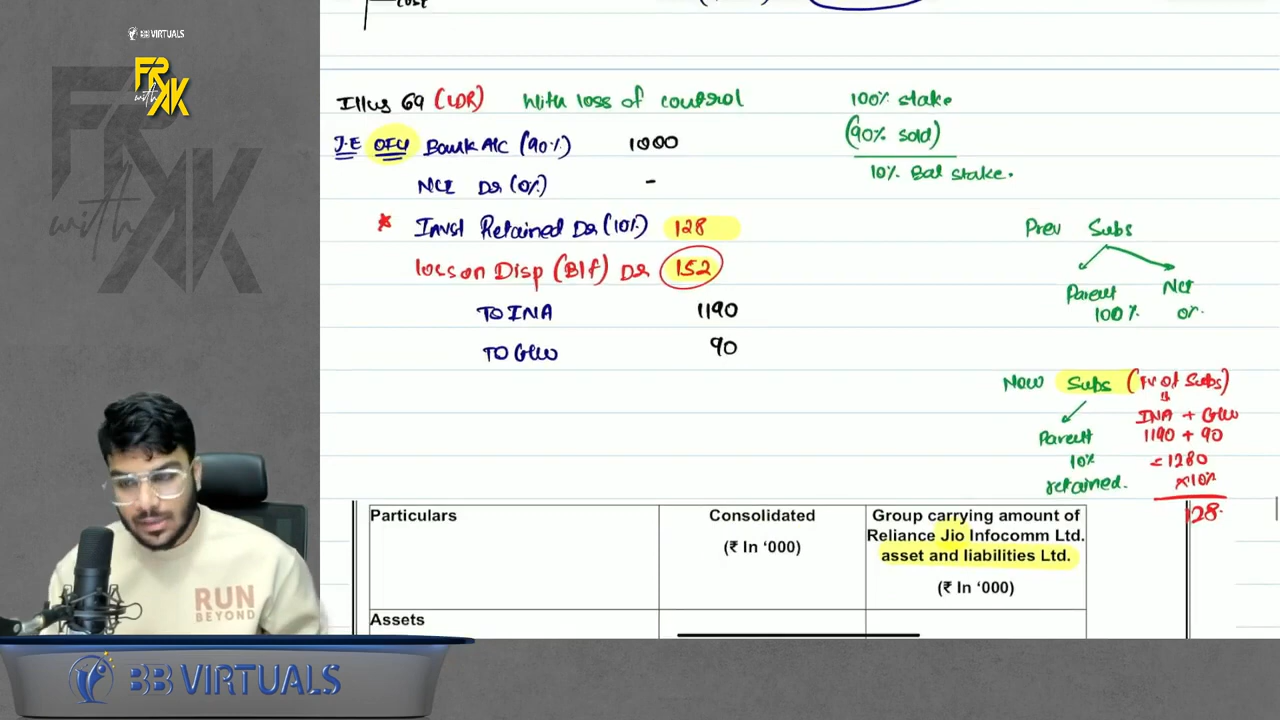 BB VIRTUALS
FR
with AK
cost
Illus 69 (LDR) With loss of control
100% stake
(90% sold)
10% Bal stake.
J.E OFU Bank A/C (90%) 1000
NCI Dr (0%) -
* Invst Retained Dr (10%) 128
loss on Disp (B/f) Dr 152
TO INA 1190
TO G/W 90
Prev Subs
Parent NCI
100% 0%
Now Subs (FV of Subs)
INA + G/W
1190 + 90
= 1280
×10%
128.
Parent
10%
retained.
Particulars
Consolidated
(₹ In ‘000)
Group carrying amount of
Reliance Jio Infocomm Ltd.
asset and liabilities Ltd.
(₹ In ‘000)
Assets
RUN
BEYOND
BB VIRTUALS